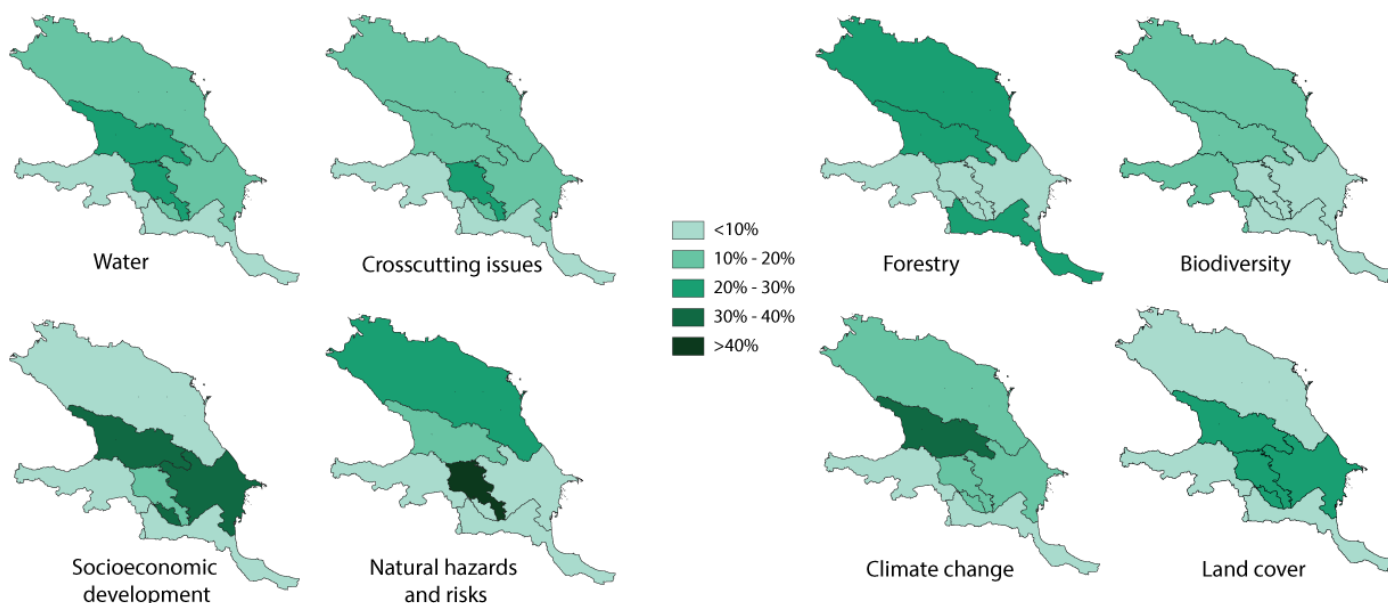 Water
Crosscutting issues
<10%
10% - 20%
20% - 30%
30% - 40%
>40%
Forestry
Biodiversity
Socioeconomic
development
Natural hazards
and risks
Climate change
Land cover